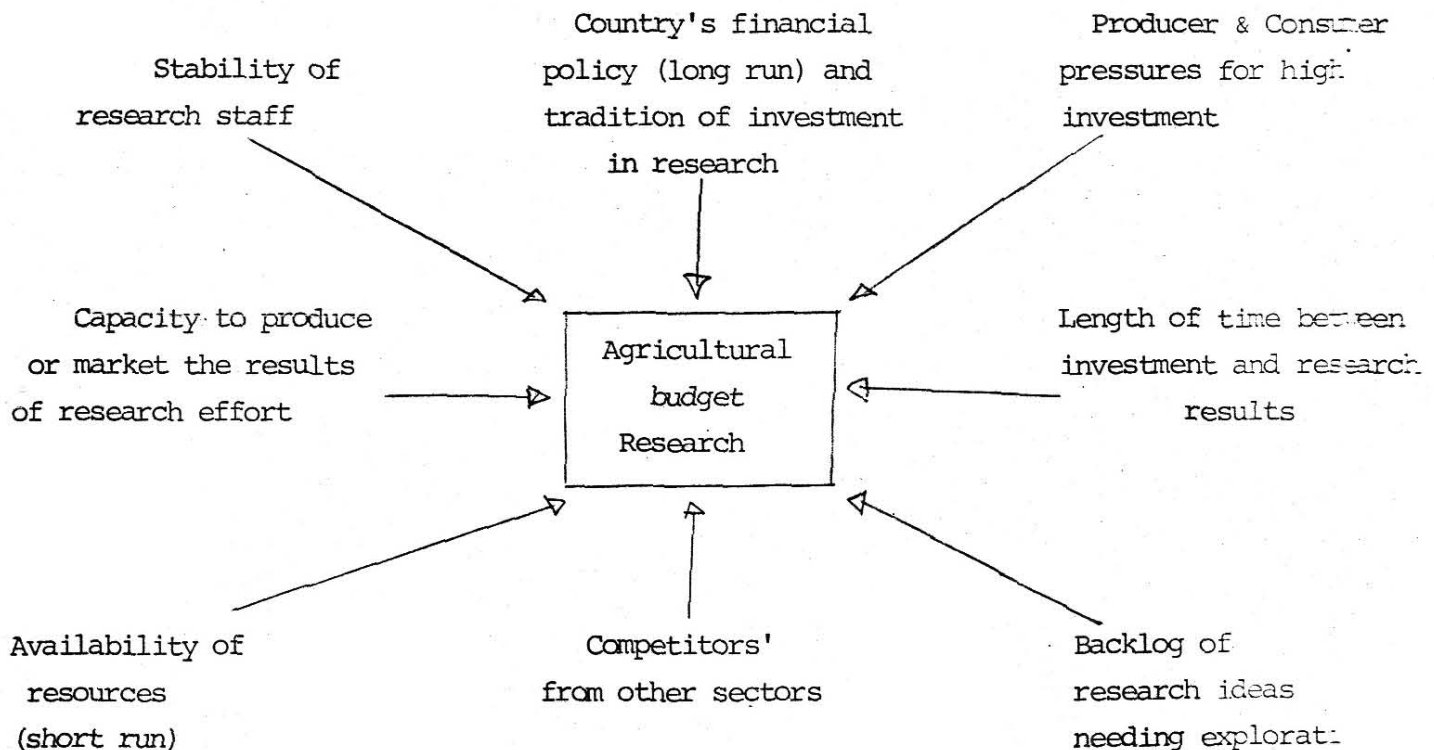 Stability of
research staff
Country's financial
policy (long run) and
tradition of investment
in research
Producer & Consumer
pressures for high
investment
Capacity to produce
or market the results
of research effort
Agricultural
budget
Research
Length of time between
investment and research
results
Availability of
resources
(short run)
Competitors'
from other sectors
Backlog of
research ideas
needing